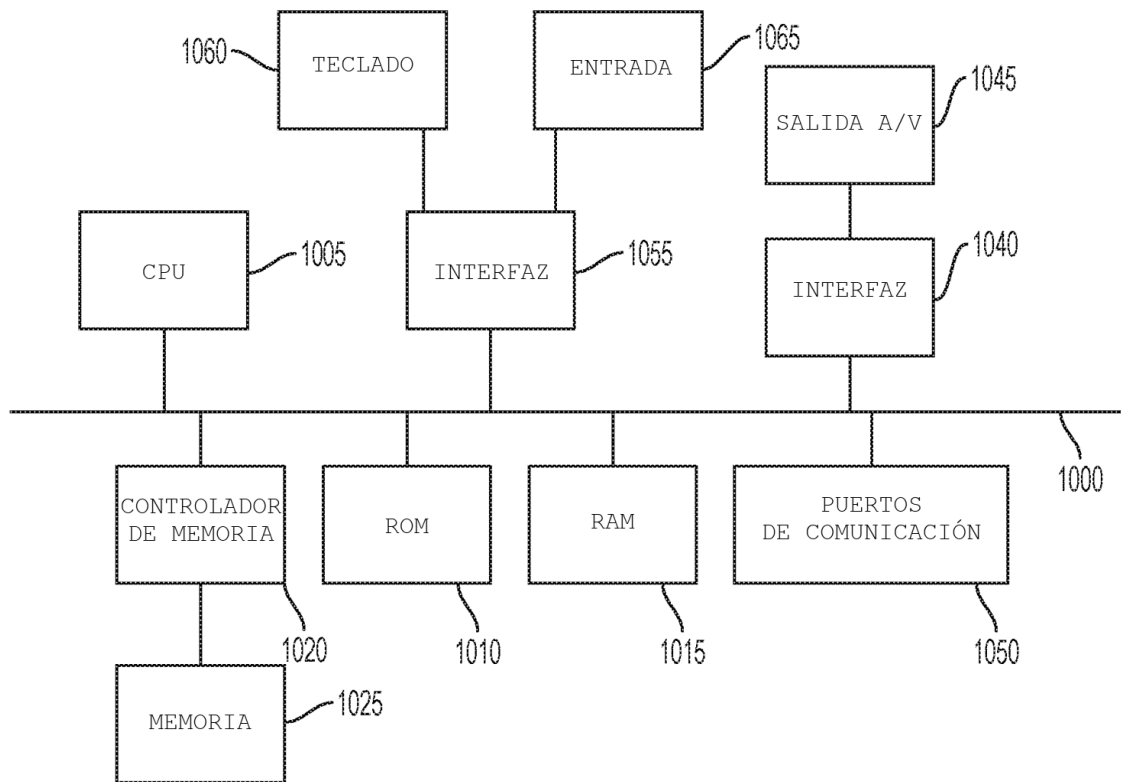 1060
TECLADO
ENTRADA
1065
SALIDA A/V
1045
CPU
1005
INTERFAZ
1055
INTERFAZ
1040
1000
CONTROLADOR
DE MEMORIA
ROM
RAM
PUERTOS
DE COMUNICACIÓN
1020
1010
1015
1050
MEMORIA
1025